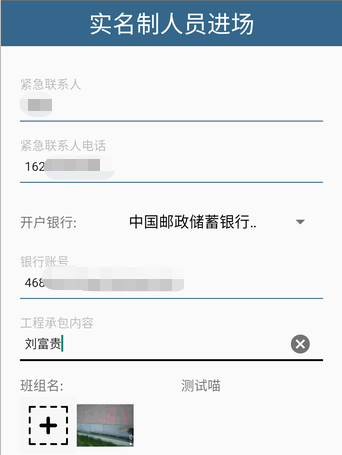 实名制人员进场
紧急联系人
紧急联系人电话
162
开户银行: 中国邮政储蓄银行..
银行账号
468
工程承包内容
刘富贵
班组名: 测试喵